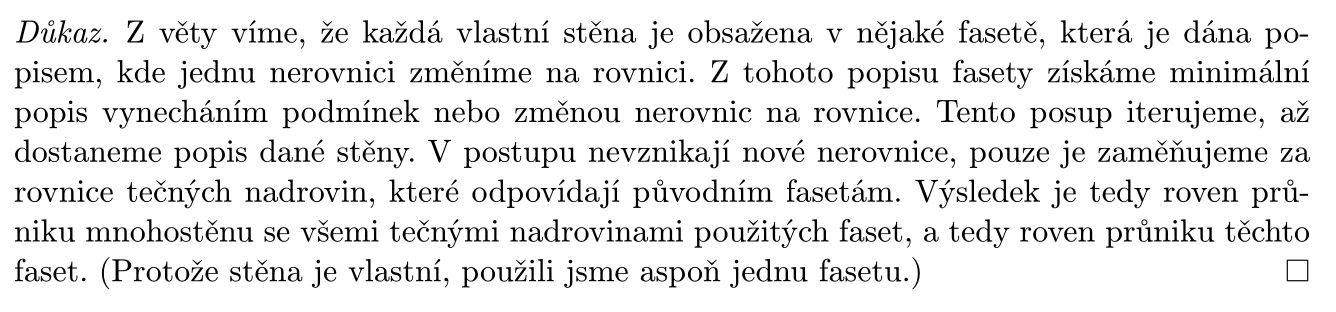 Důkaz. Z věty víme, že každá vlastní stěna je obsažena v nějaké fasetě, která je dána po-
pisem, kde jednu nerovnici změníme na rovnici. Z tohoto popisu fasety získáme minimální
popis vynecháním podmínek nebo změnou nerovnic na rovnice. Tento posup iterujeme, až
dostaneme popis dané stěny. V postupu nevznikají nové nerovnice, pouze je zaměňujeme za
rovnice tečných nadrovin, které odpovídají původním fasetám. Výsledek je tedy roven prů-
niku mnohostěnu se všemi tečnými nadrovinami použitých faset, a tedy roven průniku těchto
faset. (Protože stěna je vlastní, použili jsme aspoň jednu fasetu.) □